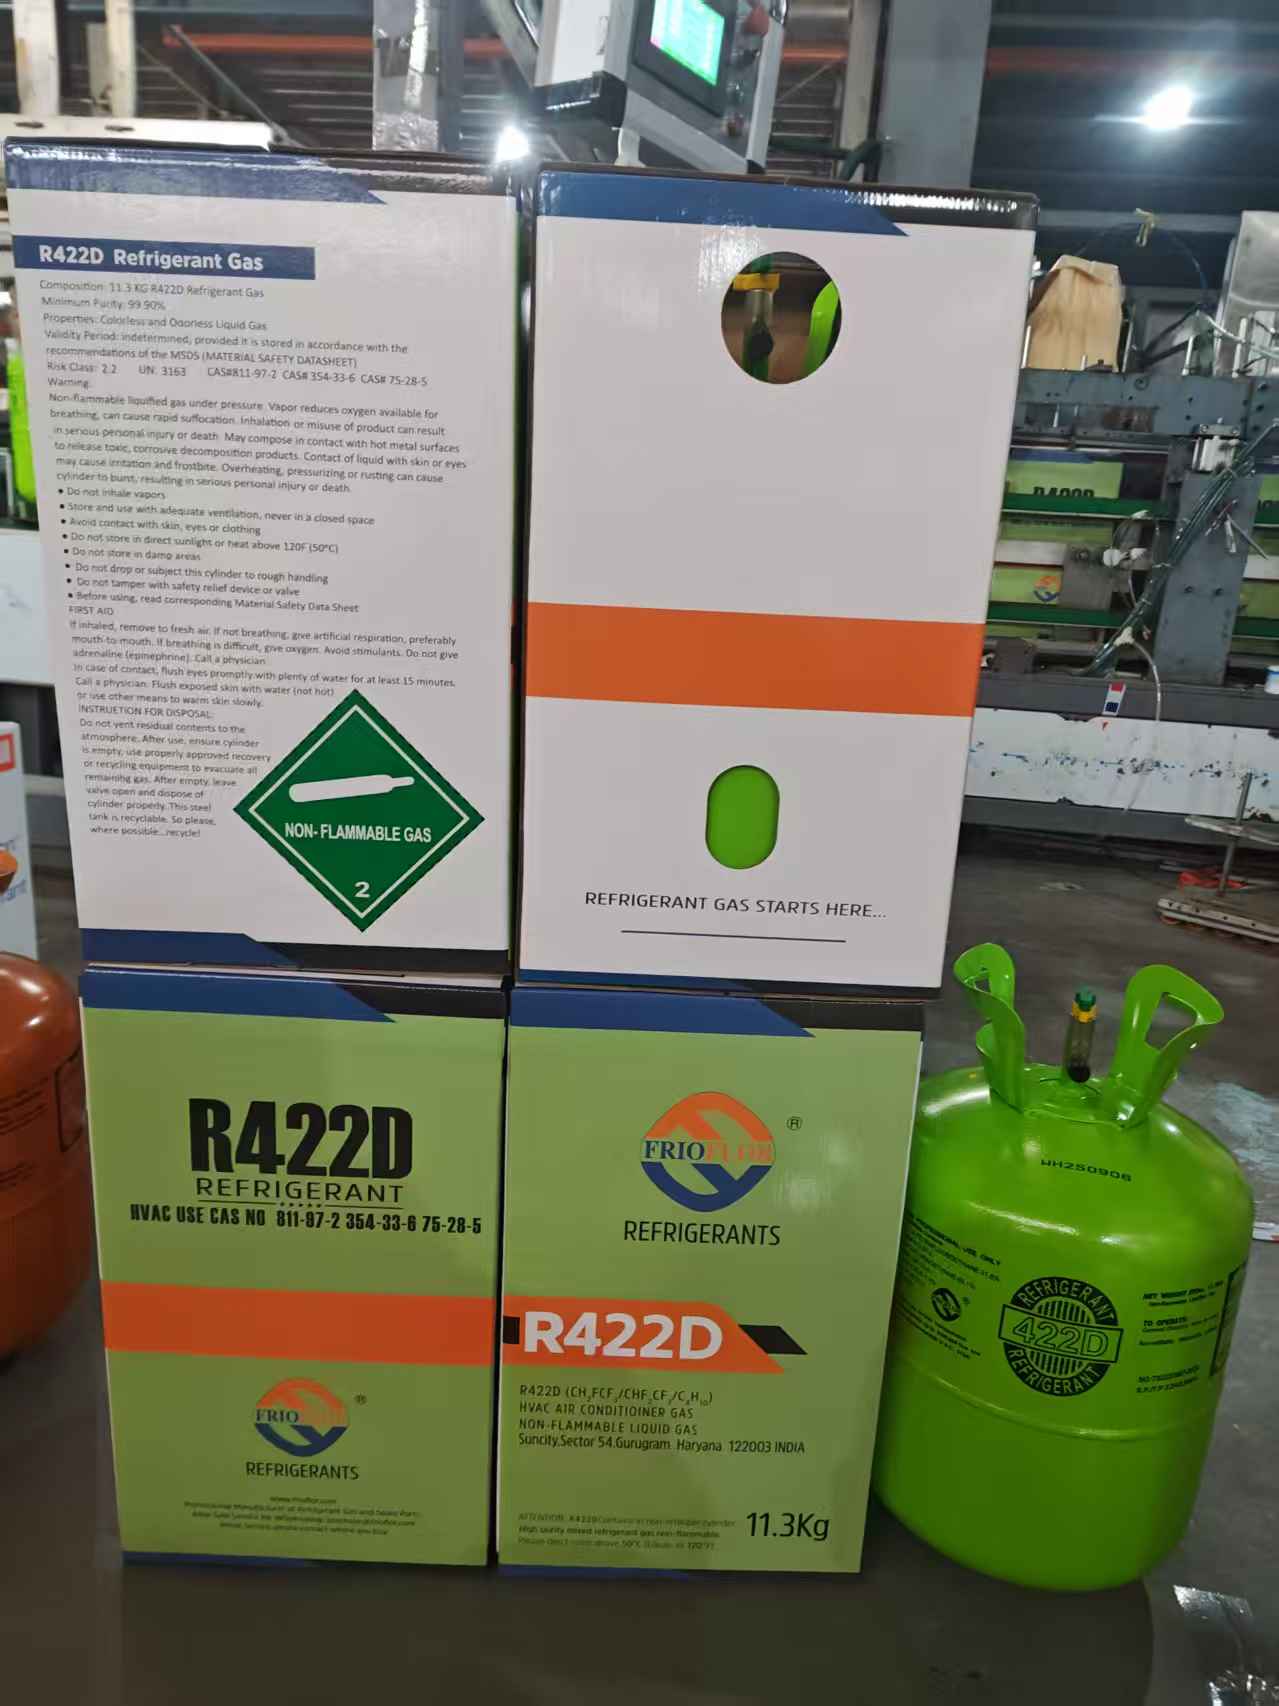 R422D Refrigerant Gas
Composition: 11.3 KG R422D Refrigerant Gas
Minimum Purity: 99.90%
Properties: Colorless and Odorless Liquid Gas
Validity Period: indetermined, provided it is stored in accordance with the
recommendations of the MSDS (MATERIAL SAFETY DATASHEET)
Risk Class: 2.2 UN: 3163 CAS#811-97-2 CAS# 354-33-6 CAS# 75-28-5
Warning:
Non-flammable liquified gas under pressure. Vapor reduces oxygen available for
breathing, can cause rapid suffocation. Inhalation or misuse of product can result
in serious personal injury or death. May compose in contact with hot metal surfaces
to release toxic, corrosive decomposition products. Contact of liquid with skin or eyes
may cause irritation and frostbite. Overheating, pressurizing or rusting can cause
cylinder to burst, resulting in serious personal injury or death.
• Do not inhale vapors
• Store and use with adequate ventilation, never in a closed space
• Avoid contact with skin, eyes or clothing
• Do not store in direct sunlight or heat above 120F (50°C)
• Do not store in damp areas
• Do not drop or subject this cylinder to rough handling
• Do not tamper with safety relief device or valve
• Before using, read corresponding Material Safety Data Sheet
FIRST AID
If inhaled, remove to fresh air. If not breathing, give artificial respiration, preferably
mouth-to-mouth. If breathing is difficult, give oxygen. Avoid stimulants. Do not give
adrenaline (epinephrine). Call a physician
In case of contact, flush eyes promptly with plenty of water for at least 15 minutes.
Call a physician. Flush exposed skin with water (not hot)
or use other means to warm skin slowly.
INSTRUETION FOR DISPOSAL:
Do not vent residual contents to the
atmosphere. After use, ensure cylinder
is empty, use properly approved recovery
or recycling equipment to evacuate all
remaining gas. After empty, leave
valve open and dispose of
cylinder properly. This steel
tank is recyclable. So please,
where possible...recycle!
NON-FLAMMABLE GAS
2
REFRIGERANT GAS STARTS HERE...
R422D
R422D
REFRIGERANT
HVAC USE CAS NO 811-97-2 354-33-6 75-28-5
FRIOFLOR
®
REFRIGERANTS
www.frioflor.com
FRIOFLOR
®
REFRIGERANTS
R422D
R422D (CH₂FCF₃/CHF₂CF₃/C₄H₁₀)
HVAC AIR CONDITIOINER GAS
NON-FLAMMABLE LIQUID GAS
Suncity,Sector 54,Gurugram Haryana 122003 INDIA
High purity mixed refrigerant gas non-flammable
11.3Kg
WH250906
REFRIGERANT
422D
REFRIGERANT
TO OPERATE: